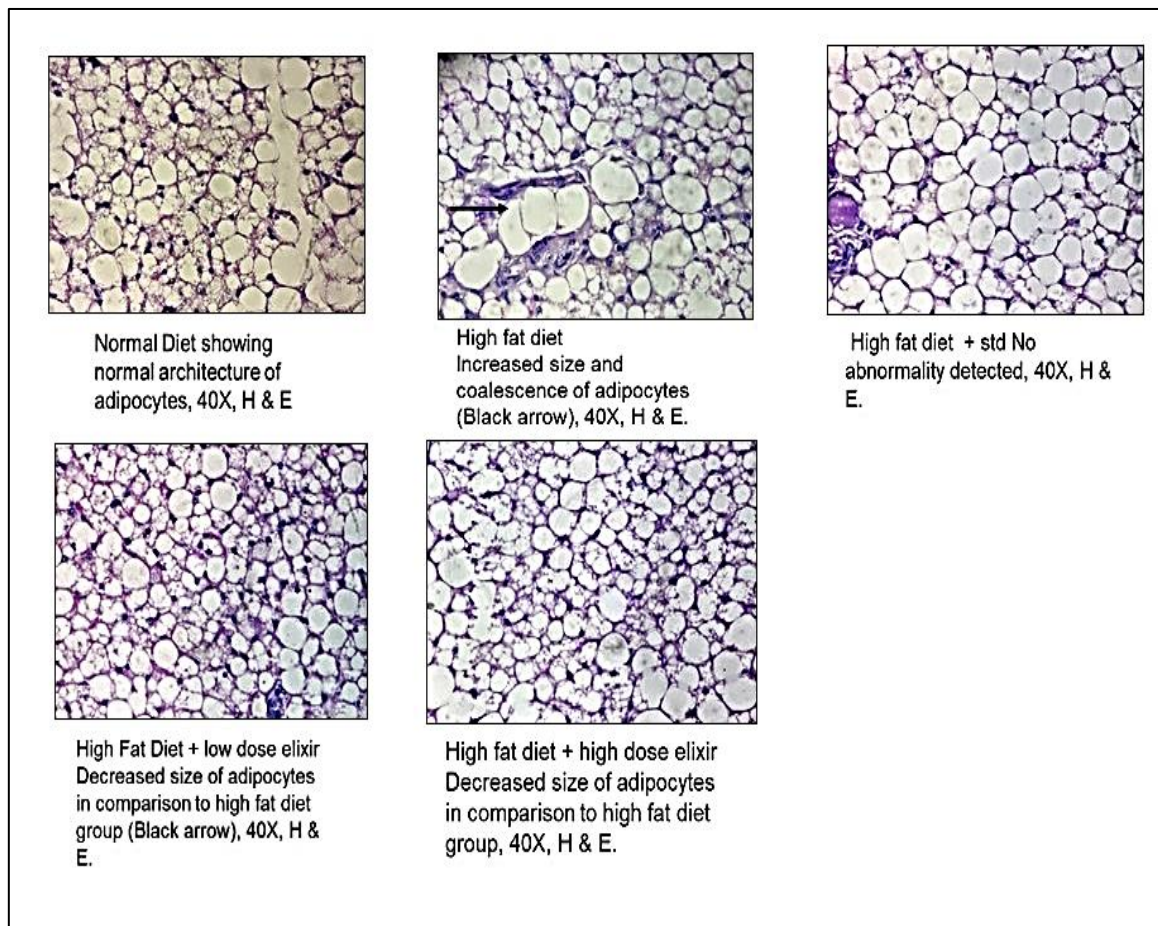 Normal Diet showing
normal architecture of
adipocytes, 40X, H & E
High fat diet
Increased size and
coalescence of adipocytes
(Black arrow), 40X, H & E.
High fat diet + std No
abnormality detected, 40X, H &
E.
High Fat Diet + low dose elixir
Decreased size of adipocytes
in comparison to high fat diet
group (Black arrow), 40X, H &
E.
High fat diet + high dose elixir
Decreased size of adipocytes
in comparison to high fat diet
group, 40X, H & E.